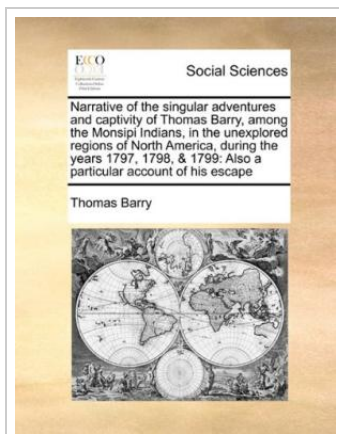 ECCO
Social Sciences
Narrative of the singular adventures
and captivity of Thomas Barry, among
the Monsipi Indians, in the unexplored
regions of North America, during the
years 1797, 1798, & 1799: Also a
particular account of his escape
Thomas Barry